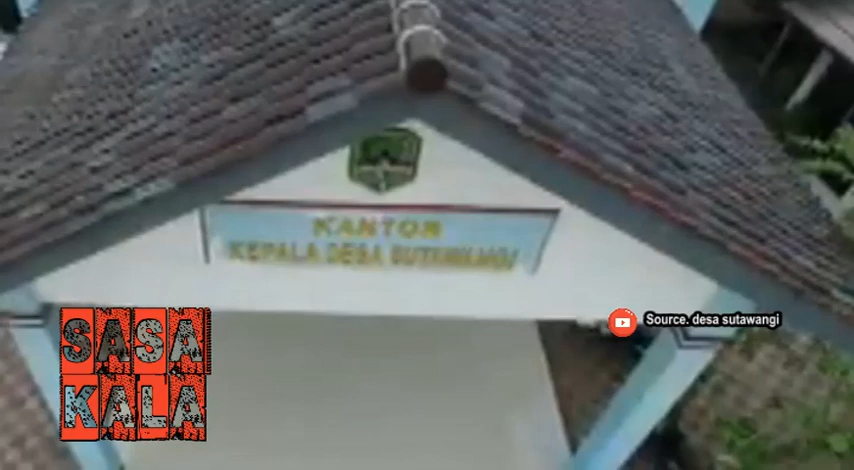 KANTOR
KEPALA DESA SUTAWANGI
Source. desa sutawangi
SASA
KALA